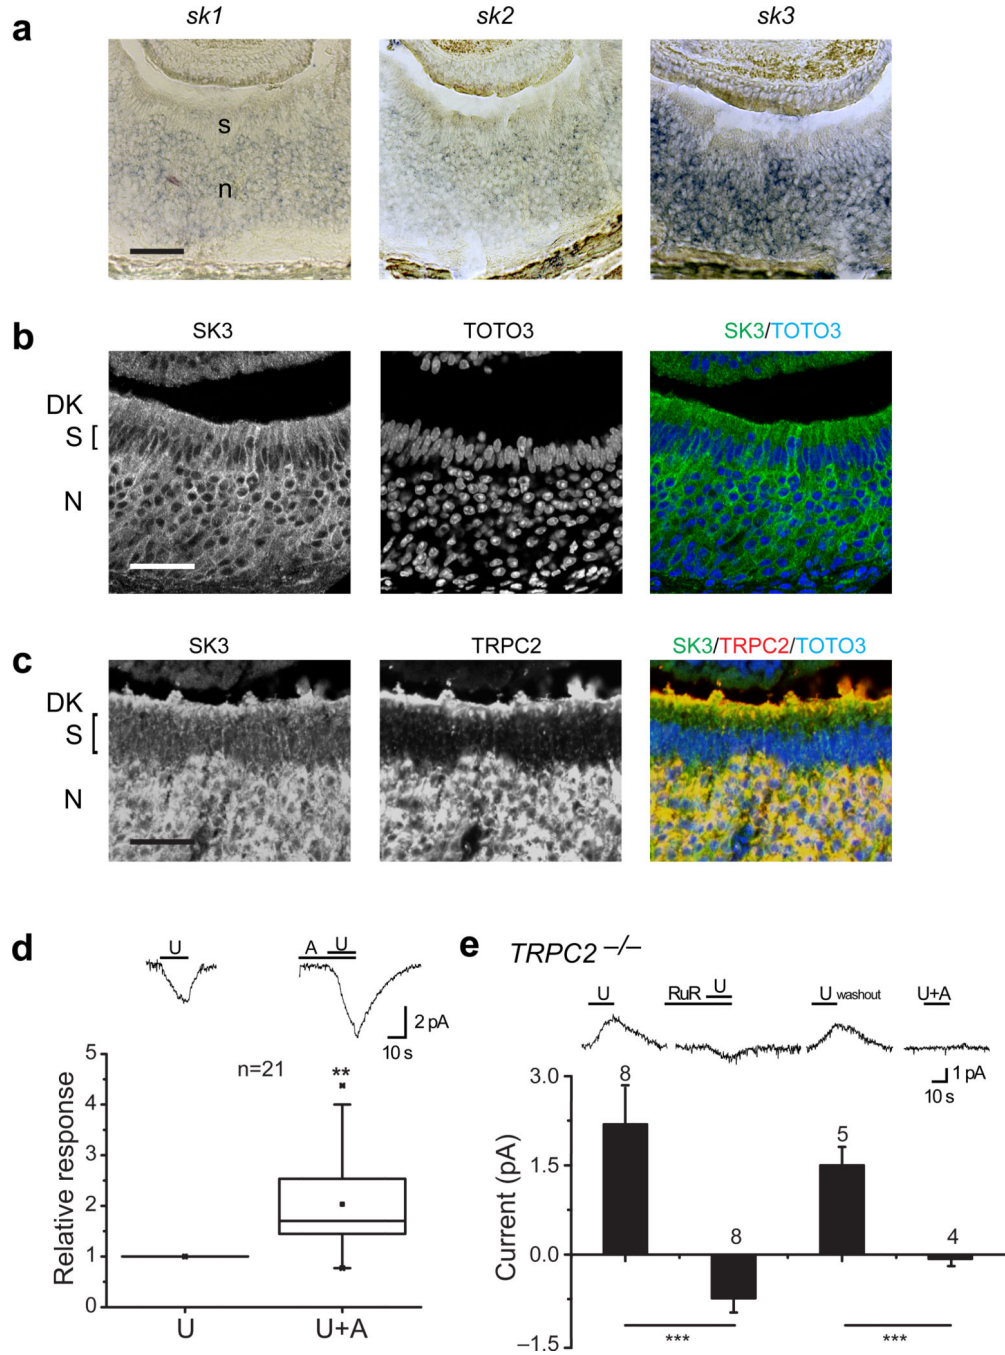 a
sk1 sk2 sk3
s
n
b
SK3 TOTO3 SK3/TOTO3
DK
S [
N
c
SK3 TRPC2 SK3/TRPC2/TOTO3
DK
S [
N
d
U A U
2 pA
10 s
n=21 **
Relative response
5
4
3
2
1
0
U U+A
e TRPC2 –/–
U RuR U U washout U+A
1 pA
10 s
Current (pA)
3.0
1.5
0.0
–1.5
8
8
5
4
*** ***